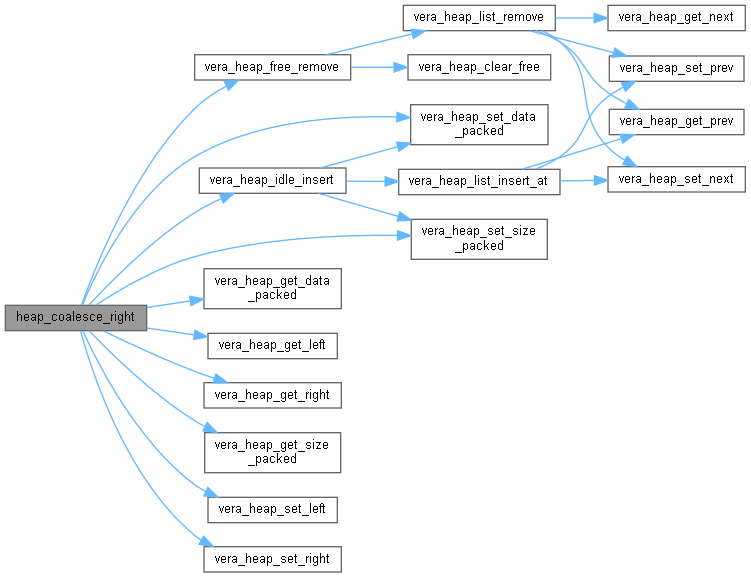 vera_heap_list_remove
vera_heap_get_next
vera_heap_free_remove
vera_heap_clear_free
vera_heap_set_prev
vera_heap_set_data
_packed
vera_heap_get_prev
vera_heap_idle_insert
vera_heap_list_insert_at
vera_heap_set_next
vera_heap_set_size
_packed
vera_heap_get_data
_packed
heap_coalesce_right
vera_heap_get_left
vera_heap_get_right
vera_heap_get_size
_packed
vera_heap_set_left
vera_heap_set_right